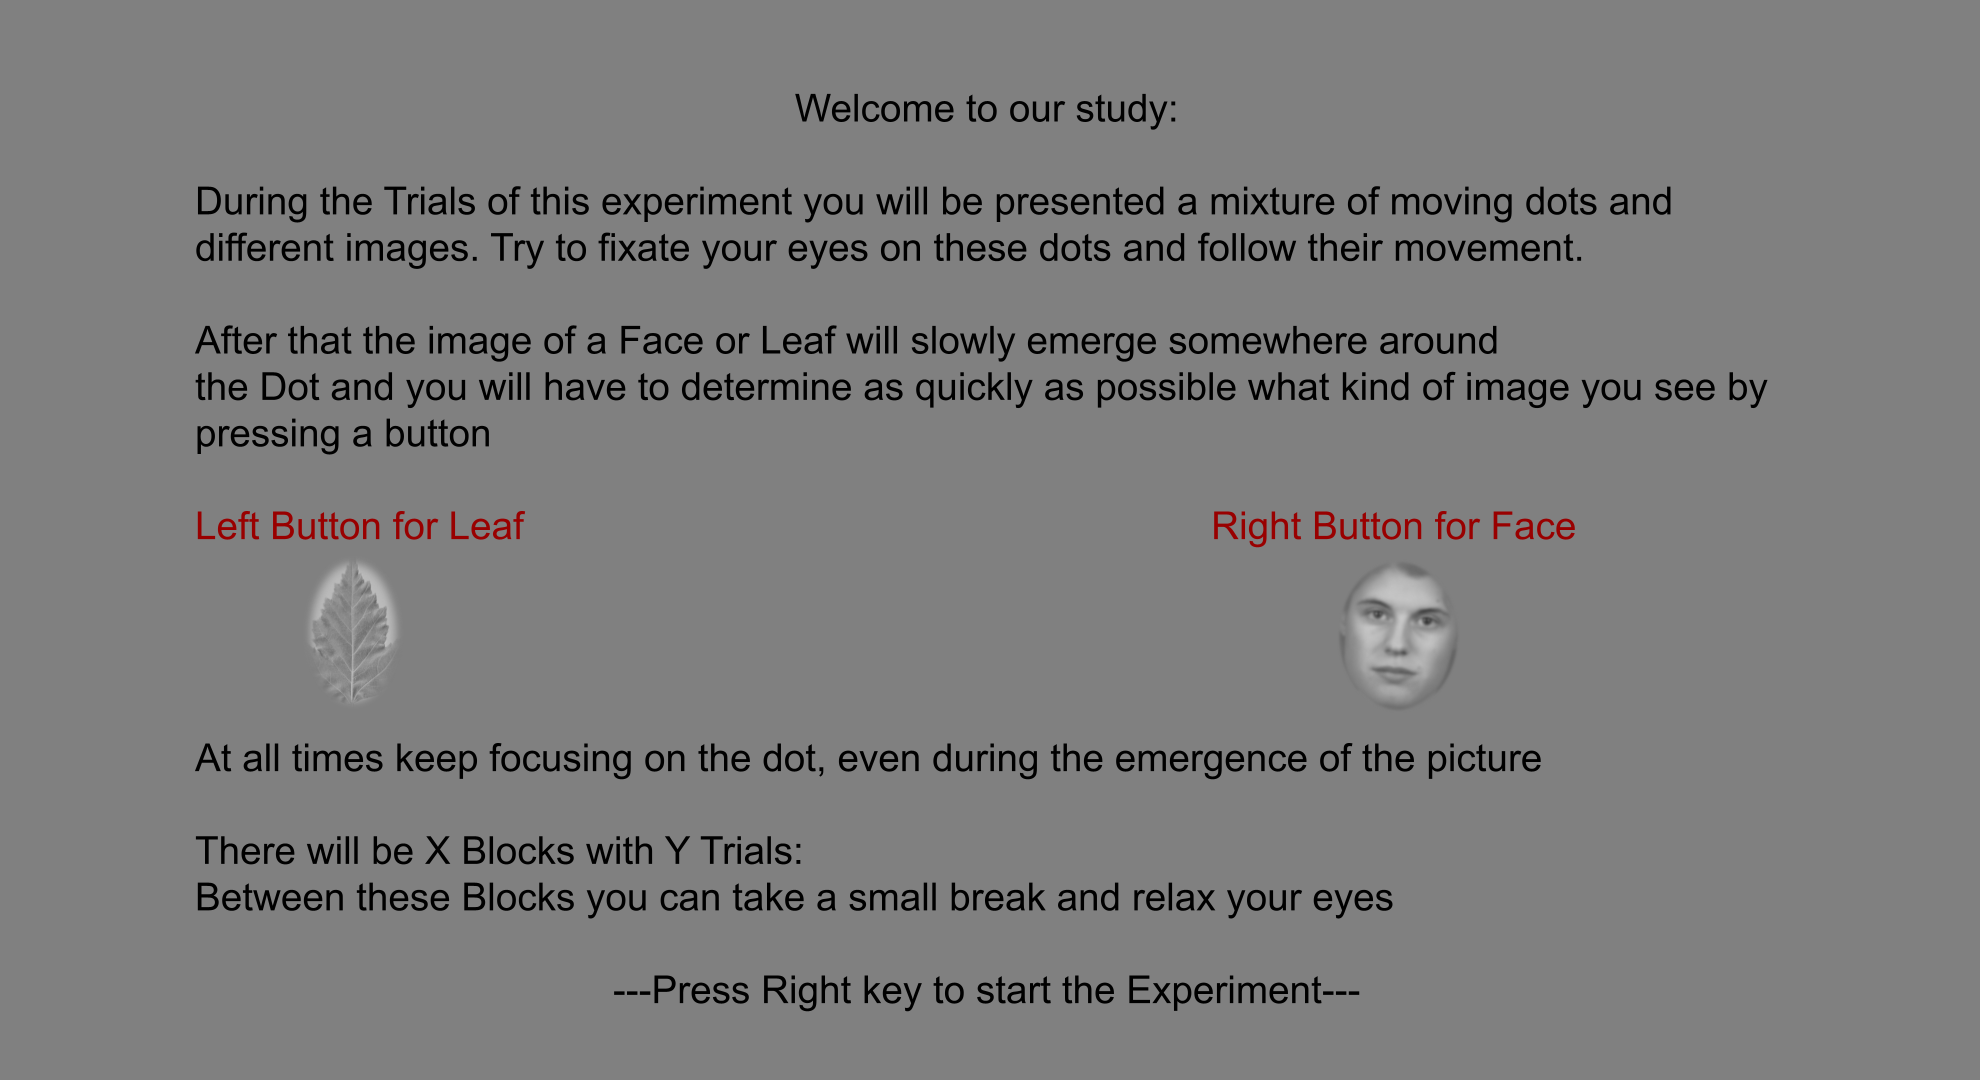 Welcome to our study:
During the Trials of this experiment you will be presented a mixture of moving dots and
different images. Try to fixate your eyes on these dots and follow their movement.
After that the image of a Face or Leaf will slowly emerge somewhere around
the Dot and you will have to determine as quickly as possible what kind of image you see by
pressing a button
Left Button for Leaf
Right Button for Face
At all times keep focusing on the dot, even during the emergence of the picture
There will be X Blocks with Y Trials:
Between these Blocks you can take a small break and relax your eyes
---Press Right key to start the Experiment---